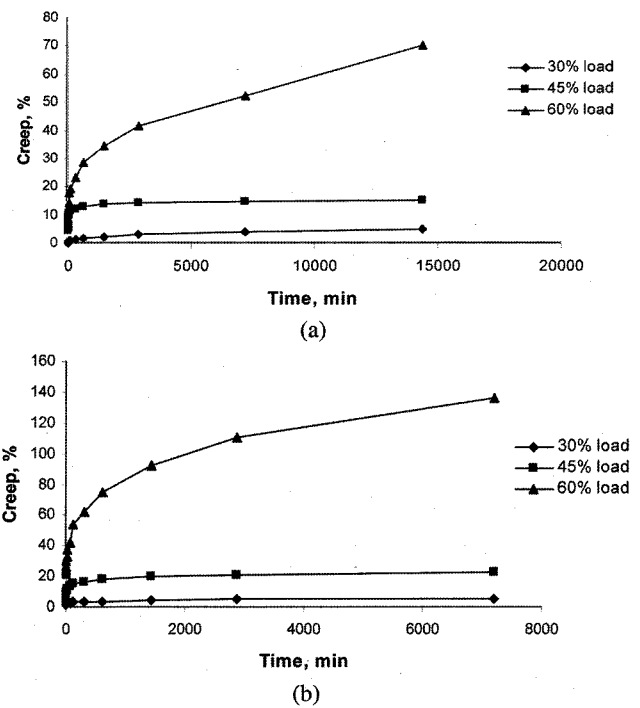 80
70
60
50
40
30
20
10
0
Creep, %
0 5000 10000 15000 20000
Time, min
30% load
45% load
60% load
(a)
160
140
120
100
80
60
40
20
0
Creep, %
0 2000 4000 6000 8000
Time, min
30% load
45% load
60% load
(b)